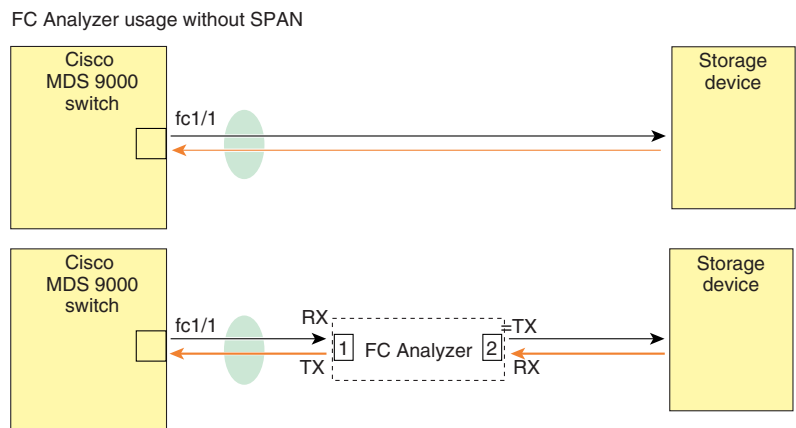 FC Analyzer usage without SPAN
Cisco
MDS 9000
switch
fc1/1
Storage
device
Cisco
MDS 9000
switch
fc1/1
RX
TX
1
FC Analyzer
2
=TX
RX
Storage
device